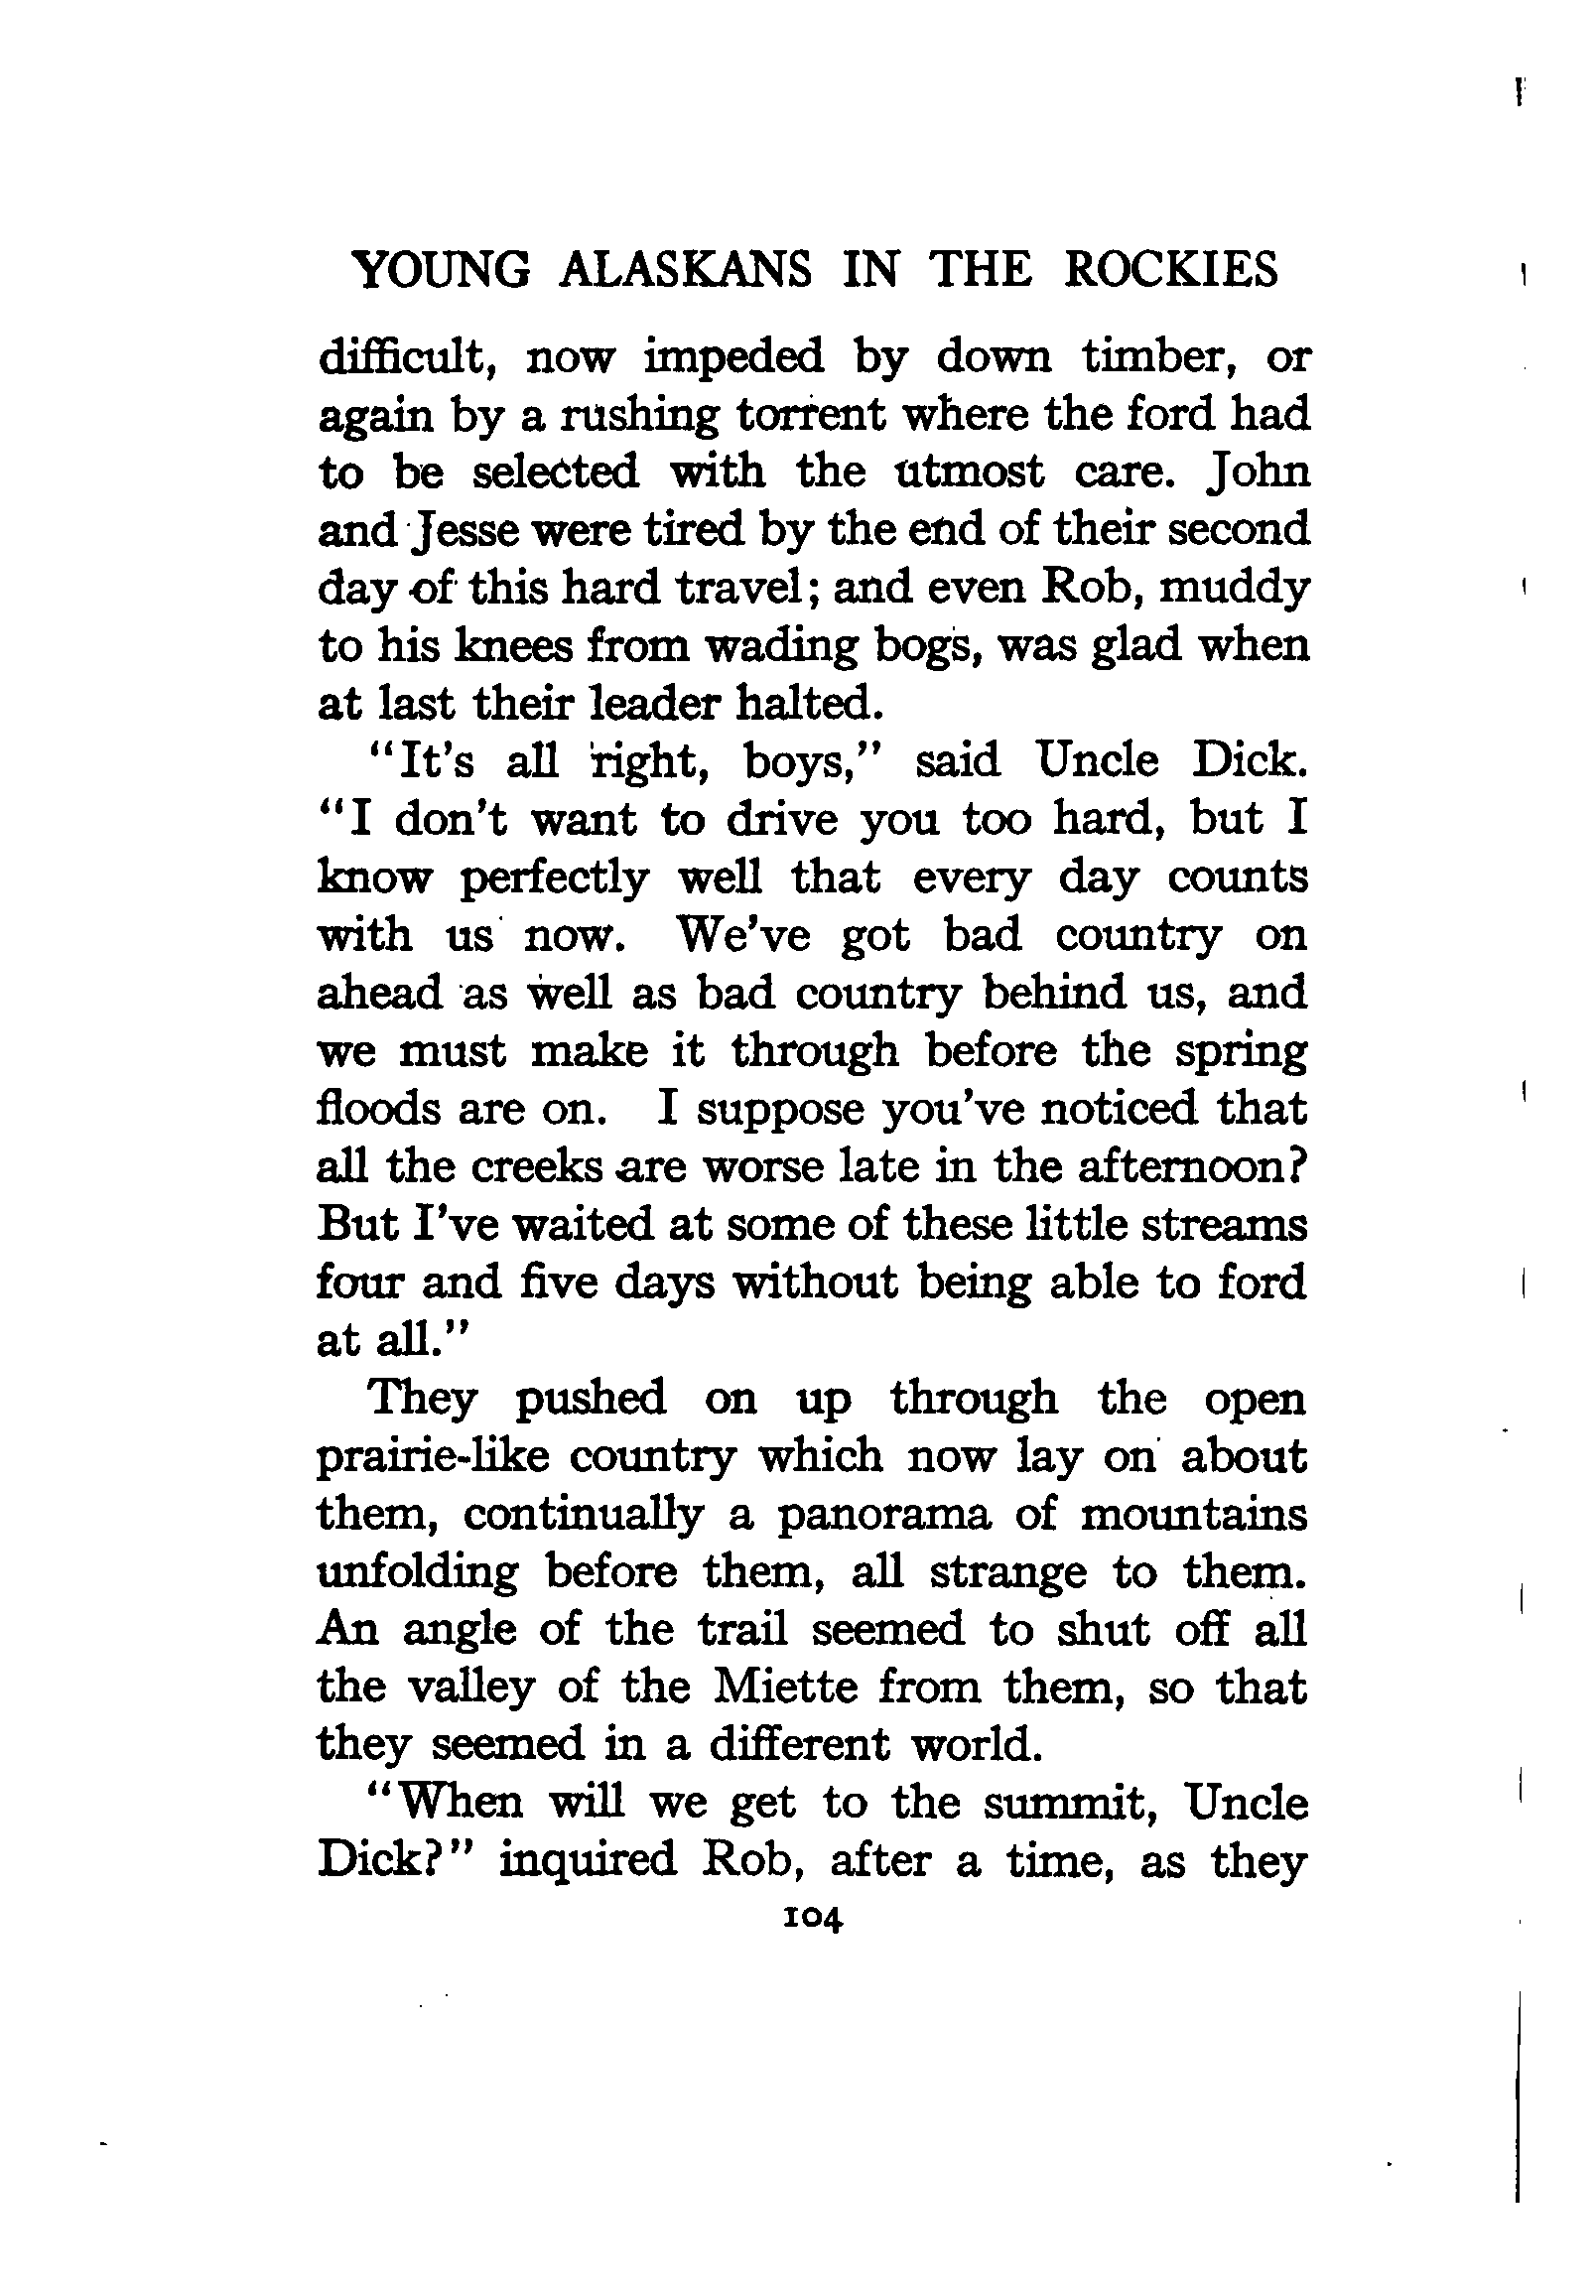 YOUNG ALASKANS IN THE ROCKIES
difficult, now impeded by down timber, or
again by a rushing torrent where the ford had
to be selected with the utmost care. John
and Jesse were tired by the end of their second
day of this hard travel; and even Rob, muddy
to his knees from wading bogs, was glad when
at last their leader halted.
"It's all right, boys," said Uncle Dick.
"I don't want to drive you too hard, but I
know perfectly well that every day counts
with us now. We've got bad country on
ahead as well as bad country behind us, and
we must make it through before the spring
floods are on. I suppose you've noticed that
all the creeks are worse late in the afternoon?
But I've waited at some of these little streams
four and five days without being able to ford
at all."
They pushed on up through the open
prairie-like country which now lay on about
them, continually a panorama of mountains
unfolding before them, all strange to them.
An angle of the trail seemed to shut off all
the valley of the Miette from them, so that
they seemed in a different world.
"When will we get to the summit, Uncle
Dick?" inquired Rob, after a time, as they
104